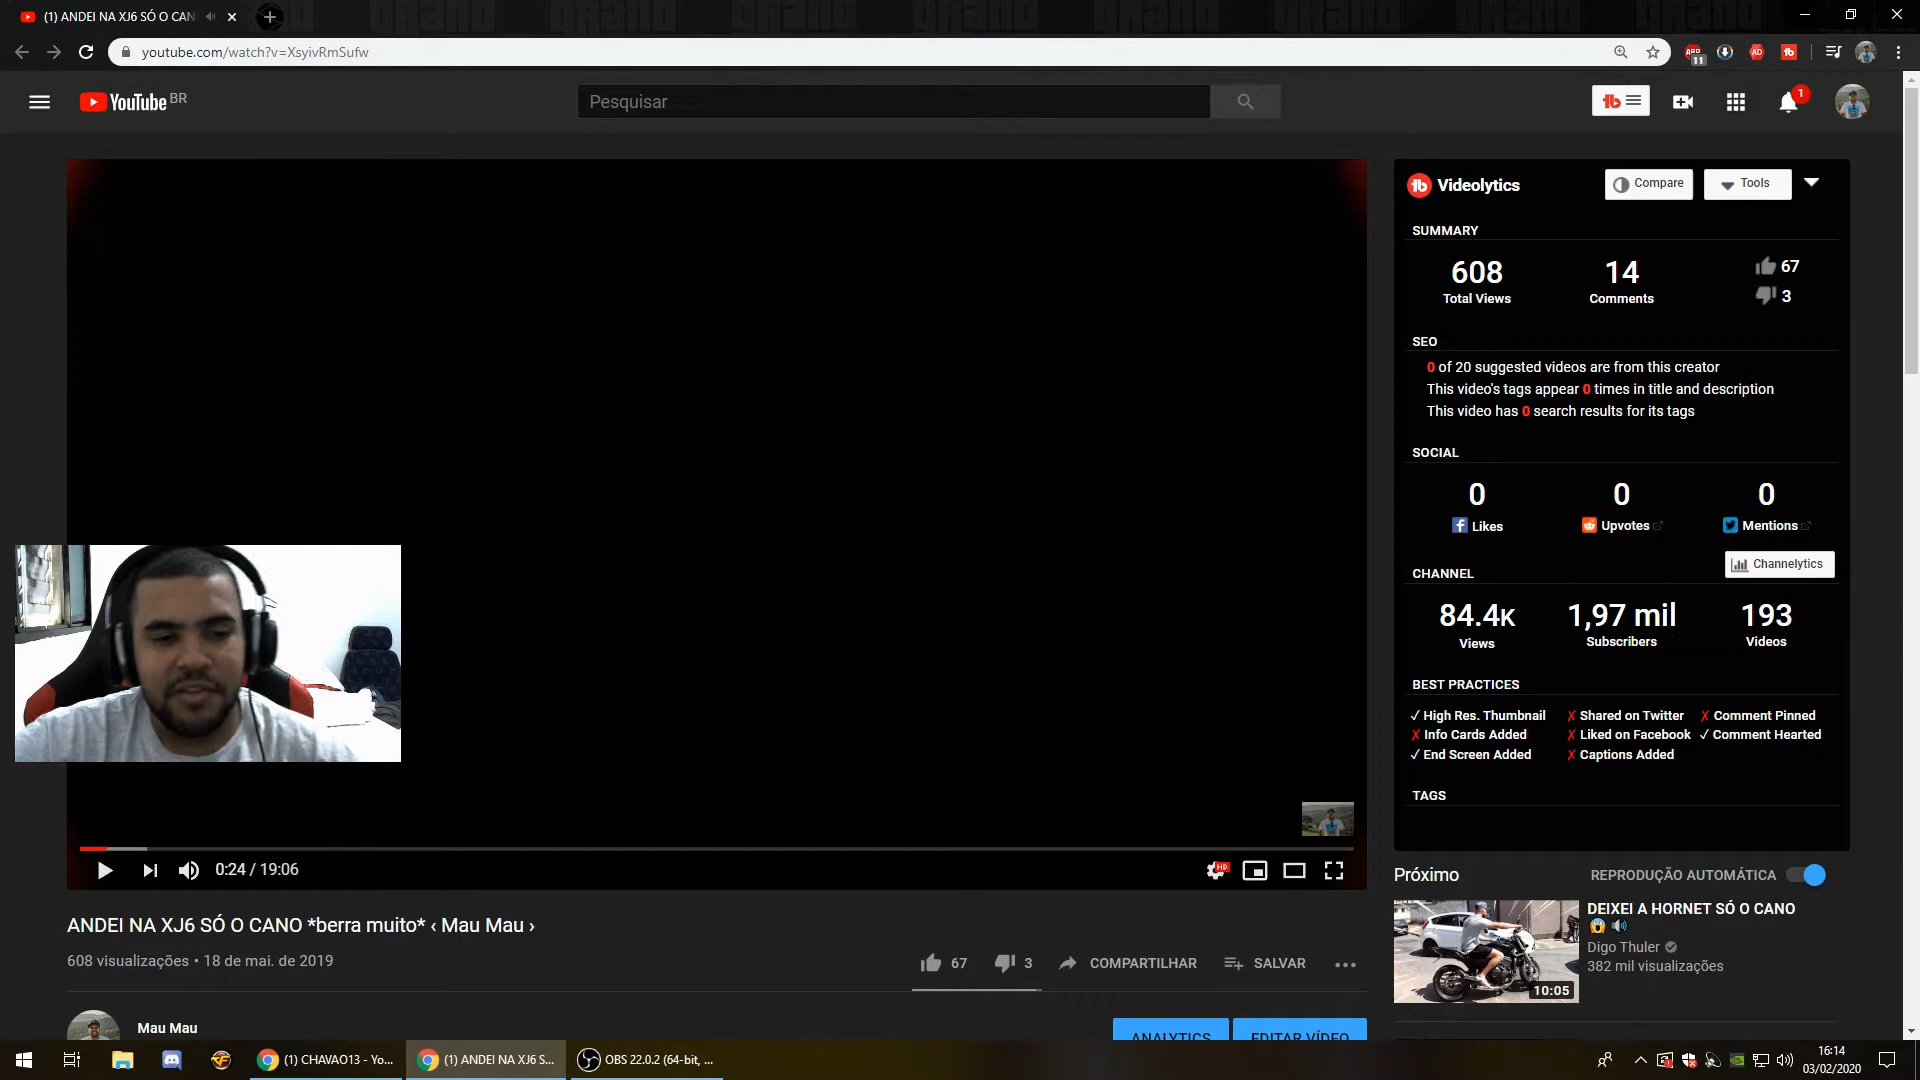 (1) ANDEI NA XJ6 SÓ O CAN
youtube.com/watch?v=XsyivRmSufw
ABO
11
AD
tb
YouTube BR
Pesquisar
tb
1
tb Videolytics
Compare
Tools
SUMMARY
608
Total Views
14
Comments
67
3
SEO
0 of 20 suggested videos are from this creator
This video's tags appear 0 times in title and description
This video has 0 search results for its tags
SOCIAL
0
Likes
0
Upvotes
0
Mentions
CHANNEL
Channelytics
84.4K
Views
1,97 mil
Subscribers
193
Videos
BEST PRACTICES
✓ High Res. Thumbnail
✗ Shared on Twitter
✗ Comment Pinned
✗ Info Cards Added
✗ Liked on Facebook
✓ Comment Hearted
✓ End Screen Added
✗ Captions Added
TAGS
0:24 / 19:06
HD
ANDEI NA XJ6 SÓ O CANO *berra muito* ‹ Mau Mau ›
608 visualizações • 18 de mai. de 2019
67
3
COMPARTILHAR
SALVAR
Mau Mau
ANALYTICS
EDITAR VÍDEO
Próximo
REPRODUÇÃO AUTOMÁTICA
DEIXEI A HORNET SÓ O CANO
Digo Thuler
382 mil visualizações
10:05
(1) CHAVAO13 - Yo...
(1) ANDEI NA XJ6 S...
OBS 22.0.2 (64-bit, ...
16:14
03/02/2020